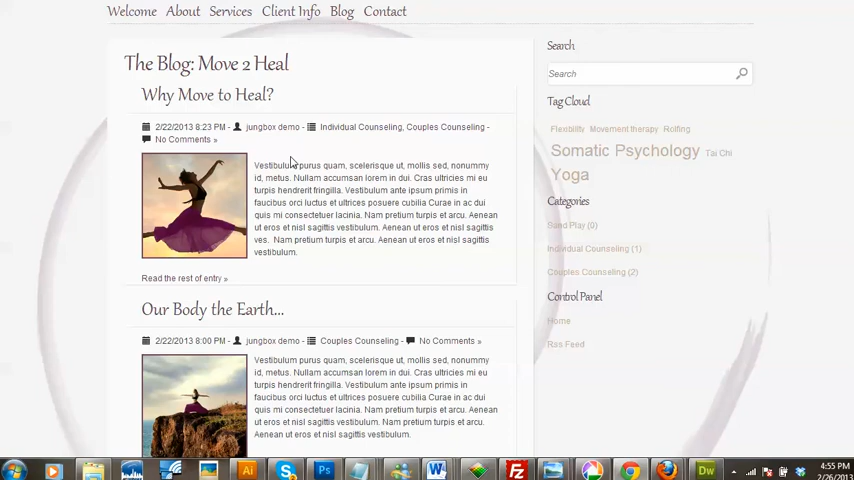 Welcome About Services Client Info Blog Contact
The Blog: Move 2 Heal
Why Move to Heal?
2/22/2013 8:23 PM - jungbox demo - Individual Counseling, Couples Counseling -
No Comments »
Vestibulum purus quam, scelerisque ut, mollis sed, nonummy
id, metus. Nullam accumsan lorem in dui. Cras ultricies mi eu
turpis hendrerit fringilla. Vestibulum ante ipsum primis in
faucibus orci luctus et ultrices posuere cubilia Curae in ac dui
quis mi consectetuer lacinia. Nam pretium turpis et arcu. Aenean
ut eros et nisl sagittis vestibulum. Aenean ut eros et nisl sagittis
ves. Nam pretium turpis et arcu. Aenean ut eros et nisl sagittis
vestibulum.
Read the rest of entry »
Our Body the Earth...
2/22/2013 8:00 PM - jungbox demo - Couples Counseling - No Comments »
Vestibulum purus quam, scelerisque ut, mollis sed, nonummy
id, metus. Nullam accumsan lorem in dui. Cras ultricies mi eu
turpis hendrerit fringilla. Vestibulum ante ipsum primis in
faucibus orci luctus et ultrices posuere cubilia Curae in ac dui
quis mi consectetuer lacinia. Nam pretium turpis et arcu. Aenean
ut eros et nisl sagittis vestibulum. Aenean ut eros et nisl sagittis
vestibulum. Aenean ut eros et nisl sagittis vestibulum.
Search
Search
Tag Cloud
Flexibility Movement therapy Rolfing
Somatic Psychology Tai Chi
Yoga
Categories
Sand Play (0)
Individual Counseling (1)
Couples Counseling (2)
Control Panel
Home
Rss Feed
Ai
Ps
W
Fz
Dw
4:55 PM
2/26/2013